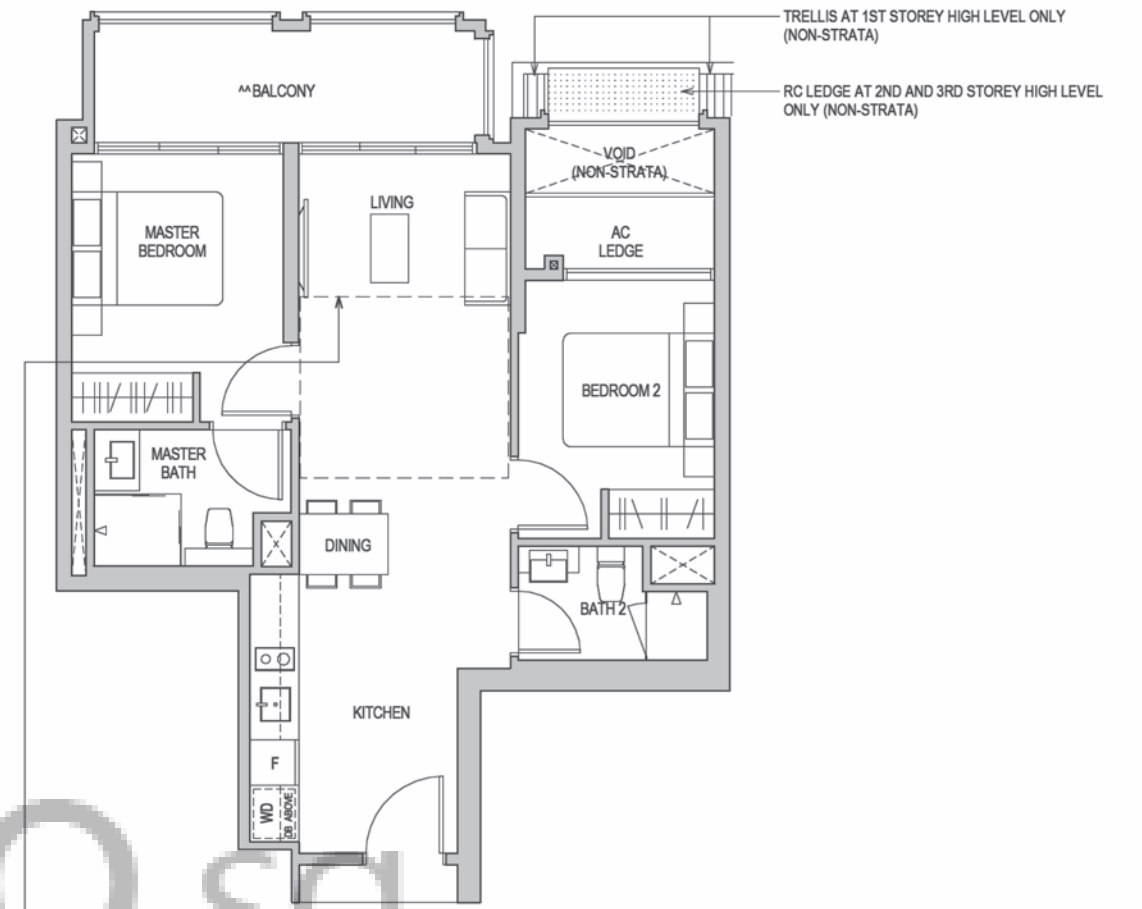 TRELLIS AT 1ST STOREY HIGH LEVEL ONLY
(NON-STRATA)
^^BALCONY
RC LEDGE AT 2ND AND 3RD STOREY HIGH LEVEL
ONLY (NON-STRATA)
VOID
(NON-STRATA)
LIVING
MASTER
BEDROOM
AC
LEDGE
BEDROOM 2
MASTER
BATH
DINING
BATH 2
KITCHEN
F
WD
DB ABOVE